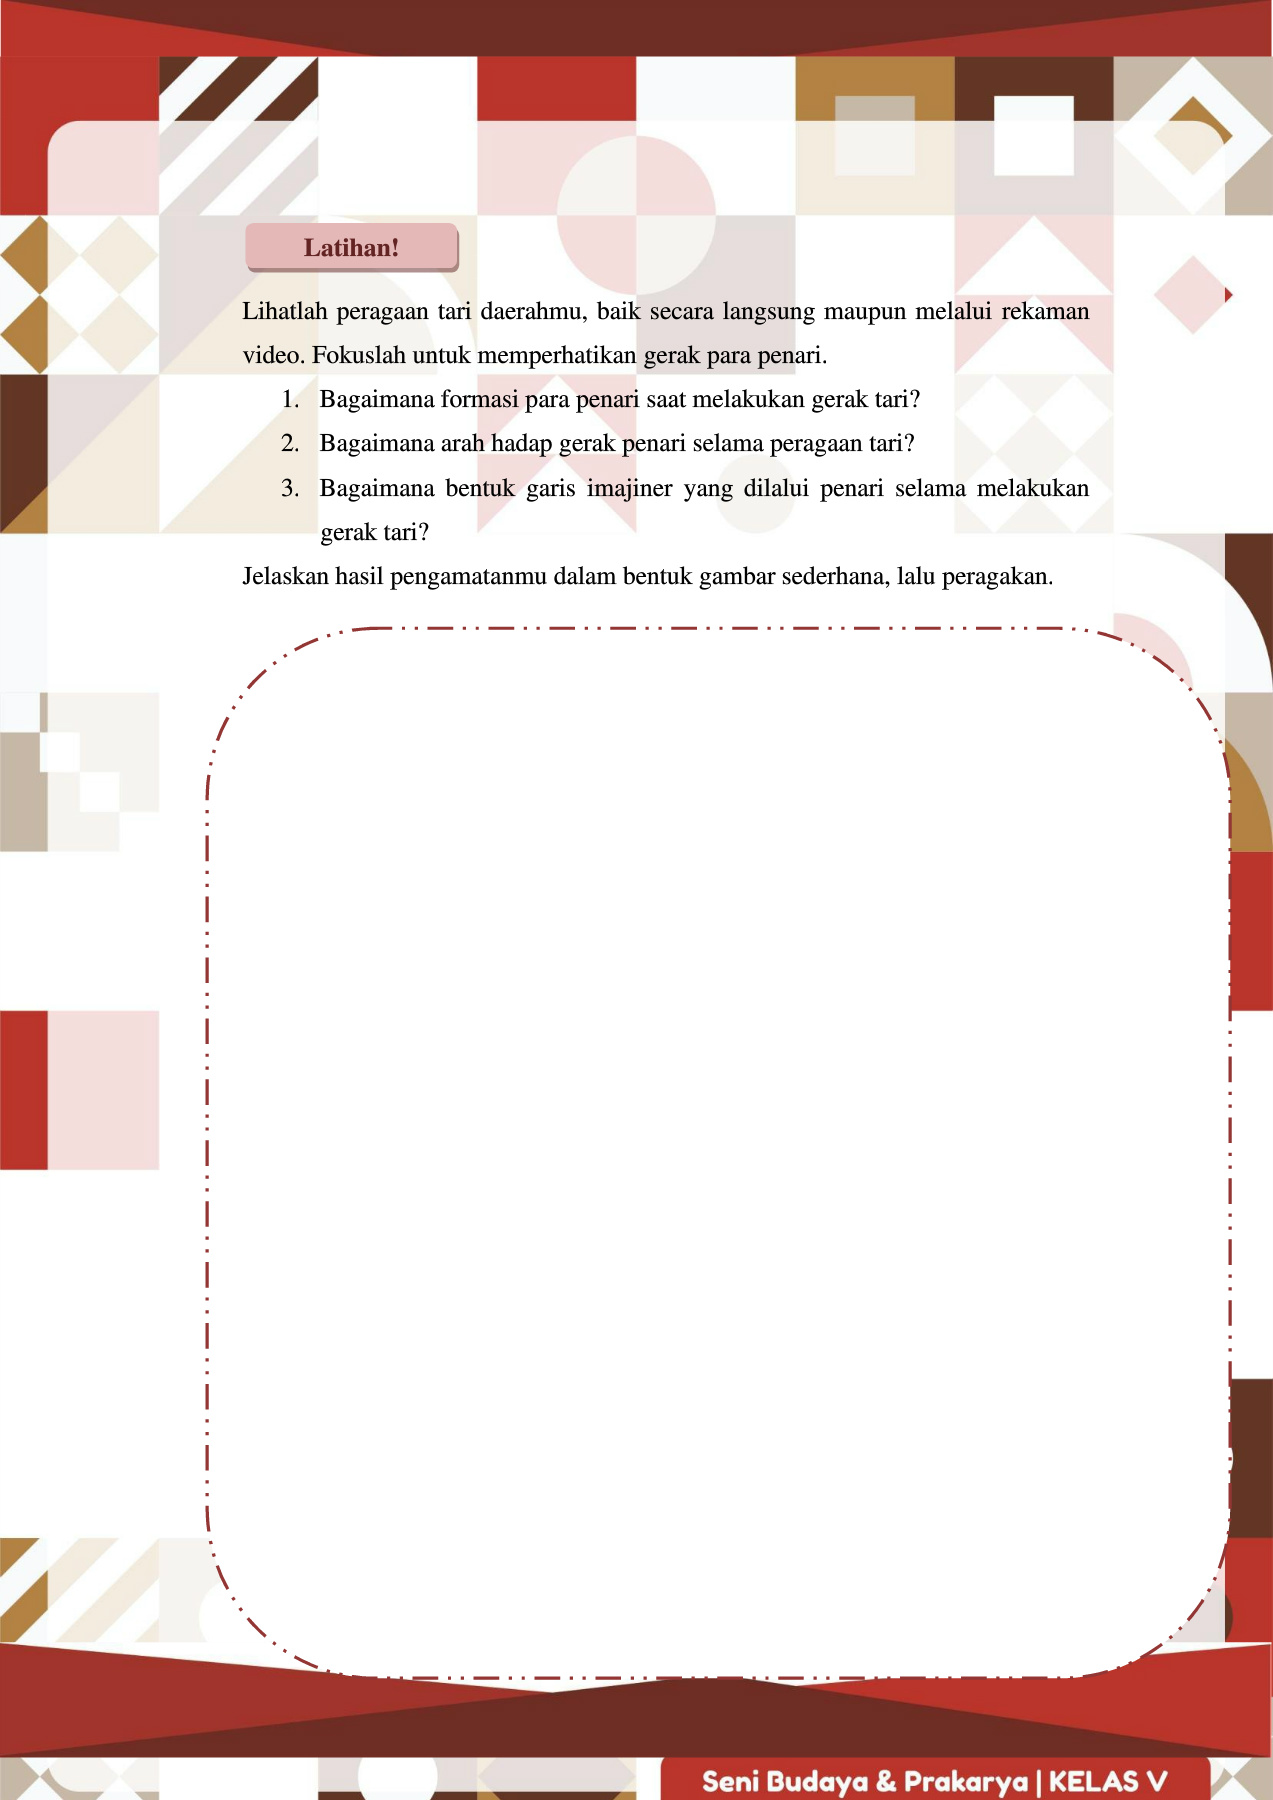 Latihan!
Lihatlah peragaan tari daerahmu, baik secara langsung maupun melalui rekaman
video. Fokuslah untuk memperhatikan gerak para penari.
1. Bagaimana formasi para penari saat melakukan gerak tari?
2. Bagaimana arah hadap gerak penari selama peragaan tari?
3. Bagaimana bentuk garis imajiner yang dilalui penari selama melakukan
gerak tari?
Jelaskan hasil pengamatanmu dalam bentuk gambar sederhana, lalu peragakan.
Seni Budaya & Prakarya | KELAS V